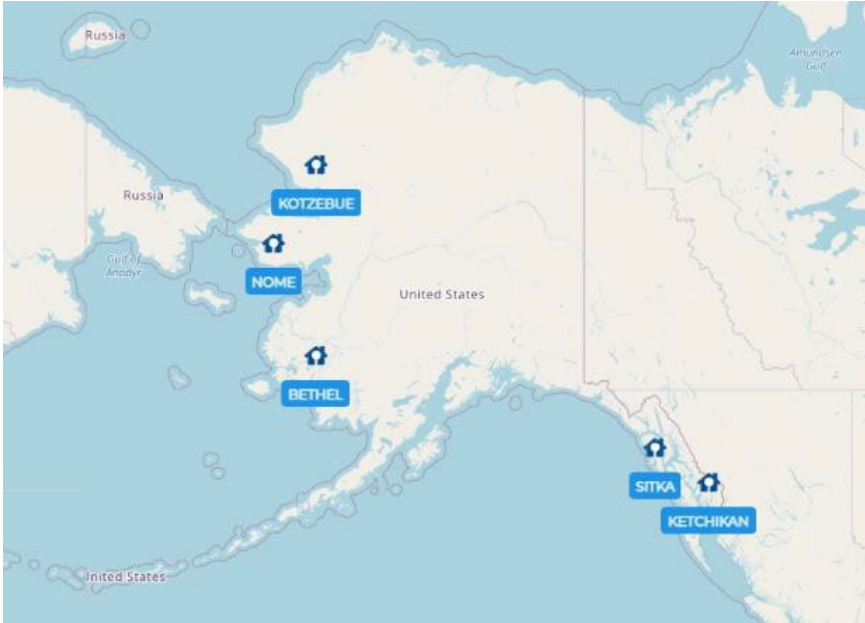 Russia
Amundsen
Gulf
KOTZEBUE
Russia
Gulf of
Anadyr
NOME
United States
BETHEL
SITKA
KETCHIKAN
United States